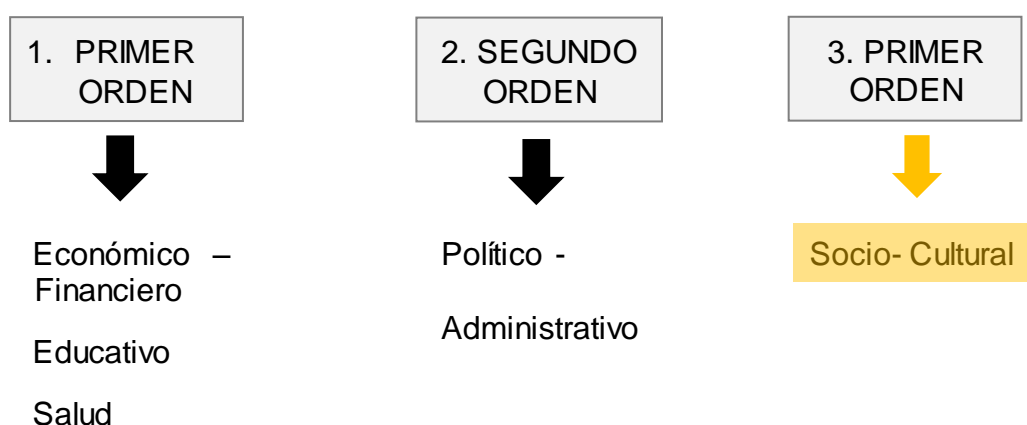 1. PRIMER
ORDEN
Económico –
Financiero
Educativo
Salud
2. SEGUNDO
ORDEN
Político -
Administrativo
3. PRIMER
ORDEN
Socio- Cultural